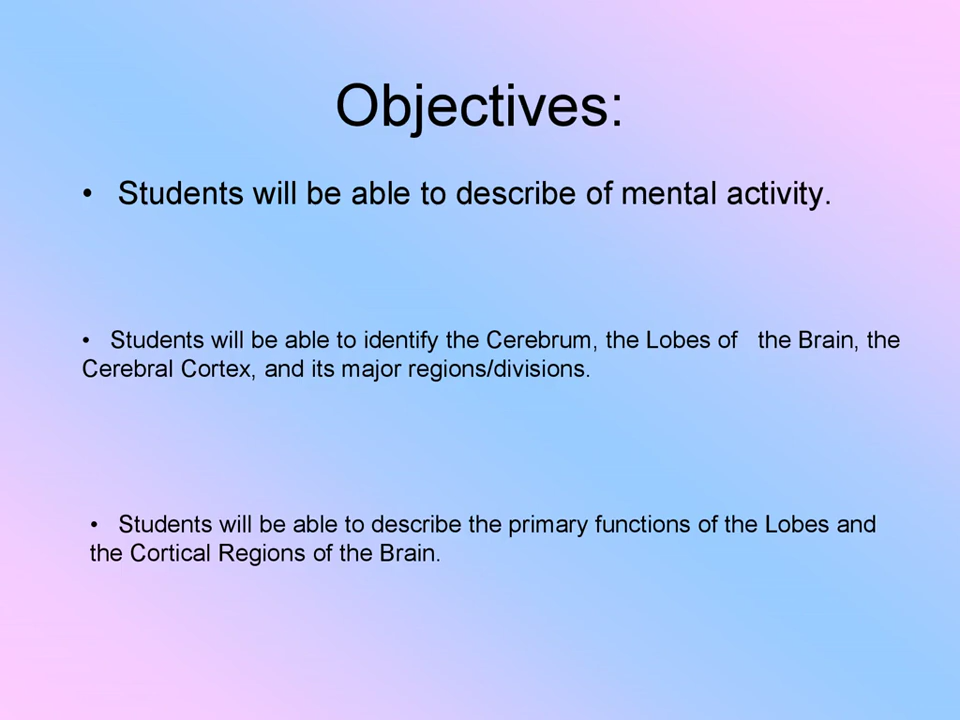 Objectives:
• Students will be able to describe of mental activity.
• Students will be able to identify the Cerebrum, the Lobes of the Brain, the
Cerebral Cortex, and its major regions/divisions.
• Students will be able to describe the primary functions of the Lobes and
the Cortical Regions of the Brain.